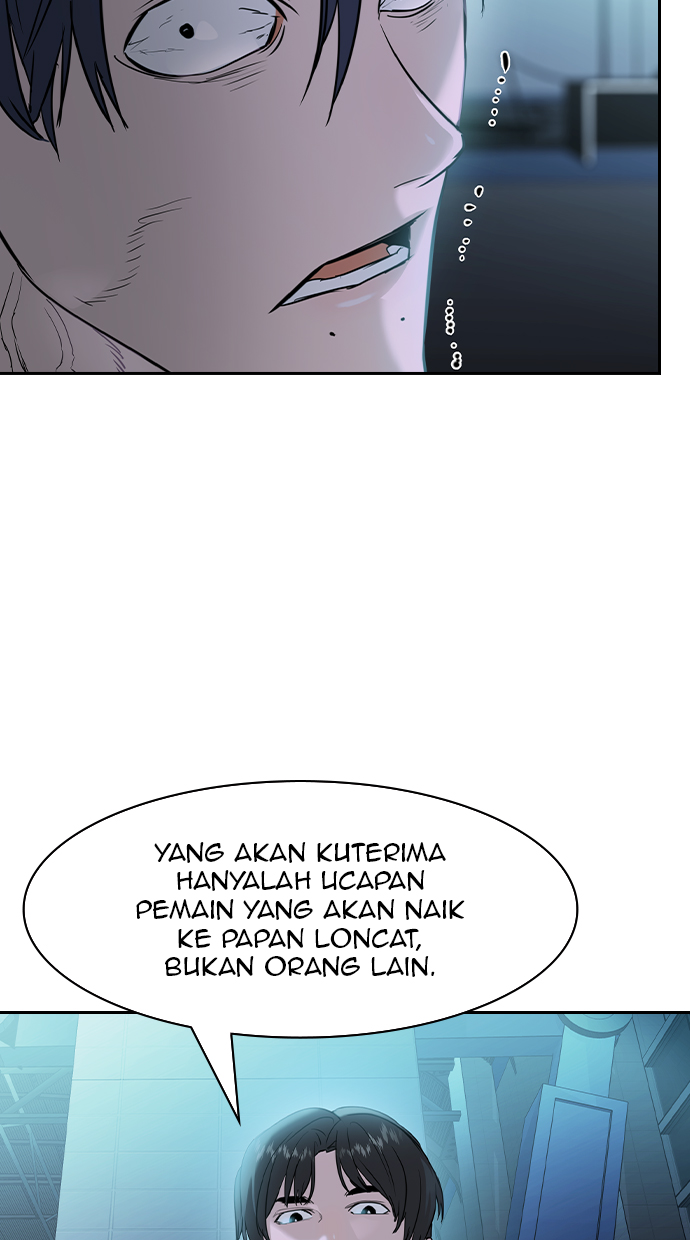 YANG AKAN KUTERIMA
HANYALAH UCAPAN
PEMAIN YANG AKAN NAIK
KE PAPAN LONCAT,
BUKAN ORANG LAIN.